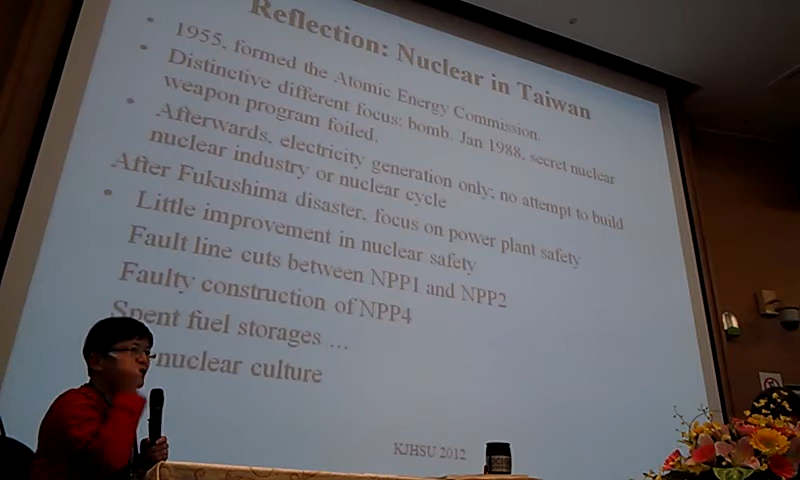 Reflection: Nuclear in Taiwan
• 1955, formed the Atomic Energy Commission.
• Distinctive different focus: bomb. Jan 1988, secret nuclear
weapon program foiled.
• Afterwards, electricity generation only; no attempt to build
nuclear industry or nuclear cycle
After Fukushima disaster, focus on power plant safety
• Little improvement in nuclear safety
Fault line cuts between NPP1 and NPP2
Faulty construction of NPP4
Spent fuel storages ...
nuclear culture
KJHSU 2012